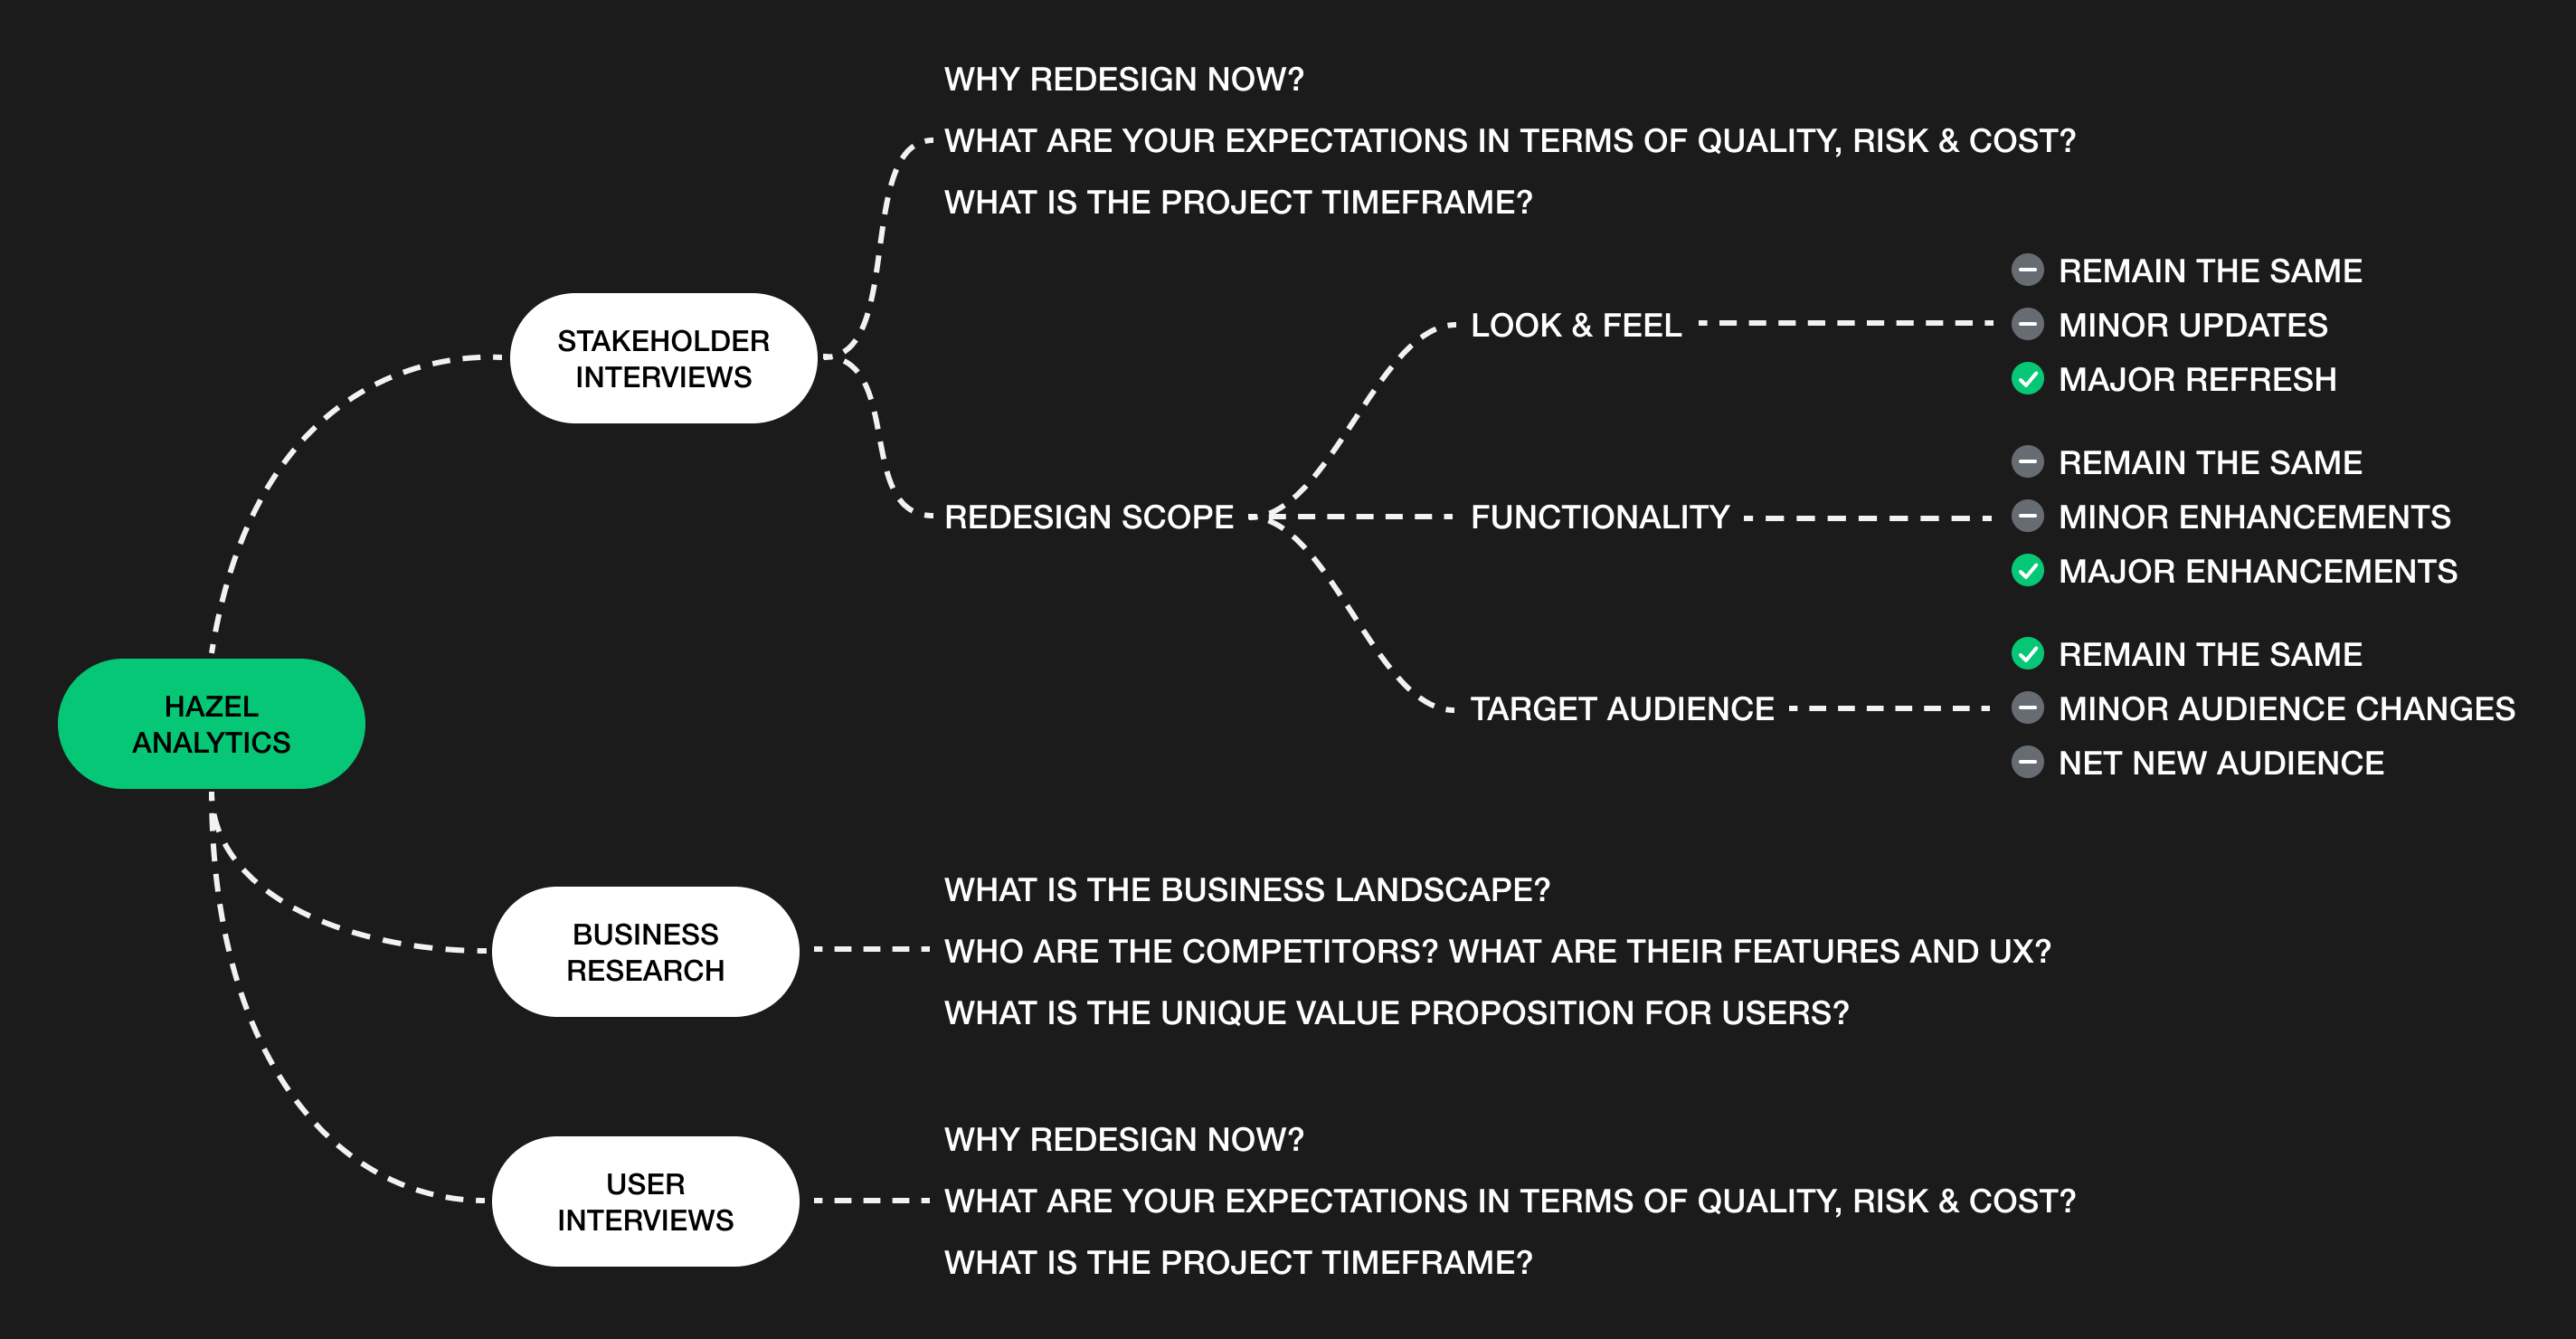 WHY REDESIGN NOW?
WHAT ARE YOUR EXPECTATIONS IN TERMS OF QUALITY, RISK & COST?
WHAT IS THE PROJECT TIMEFRAME?
STAKEHOLDER
INTERVIEWS
REDESIGN SCOPE
LOOK & FEEL
REMAIN THE SAME
MINOR UPDATES
MAJOR REFRESH
FUNCTIONALITY
REMAIN THE SAME
MINOR ENHANCEMENTS
MAJOR ENHANCEMENTS
TARGET AUDIENCE
REMAIN THE SAME
MINOR AUDIENCE CHANGES
NET NEW AUDIENCE
HAZEL
ANALYTICS
BUSINESS
RESEARCH
WHAT IS THE BUSINESS LANDSCAPE?
WHO ARE THE COMPETITORS? WHAT ARE THEIR FEATURES AND UX?
WHAT IS THE UNIQUE VALUE PROPOSITION FOR USERS?
USER
INTERVIEWS
WHY REDESIGN NOW?
WHAT ARE YOUR EXPECTATIONS IN TERMS OF QUALITY, RISK & COST?
WHAT IS THE PROJECT TIMEFRAME?